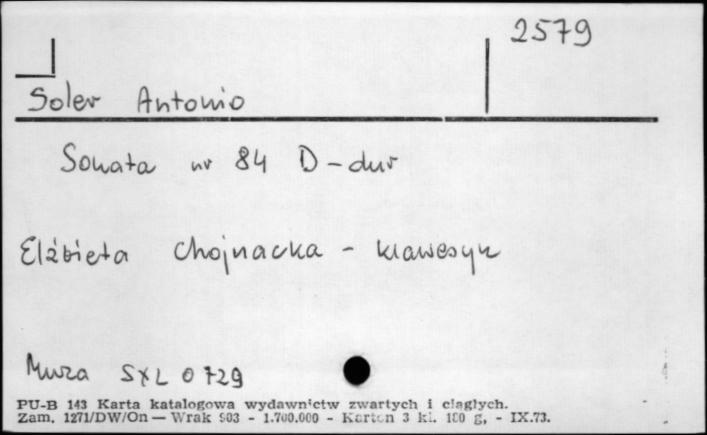 2579
Soler Antonio
Sonata nr 84 D-dur
Elżbieta Chojnacka - klawesyn
Muza SXL 0729
PU-B 143 Karta katalogowa wydawnictw zwartych i ciągłych.
Zam. 1271/DW/On — Wrak 903 - 1.700.000 - Karton 3 kl. 180 g, - IX.73.